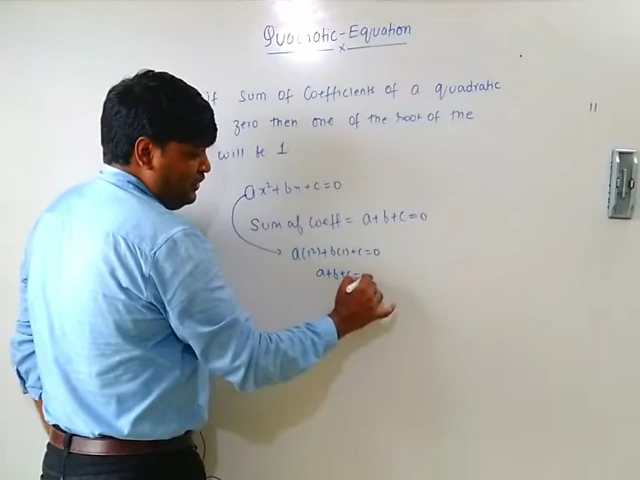 Quadratic-Equation
x
if sum of coefficients of a quadratic
zero then one of the root of the
will be 1
ax²+bx+c=0
Sum of coeff = a+b+c=0
a(1²)+b(1)+c=0
a+b+c=
11